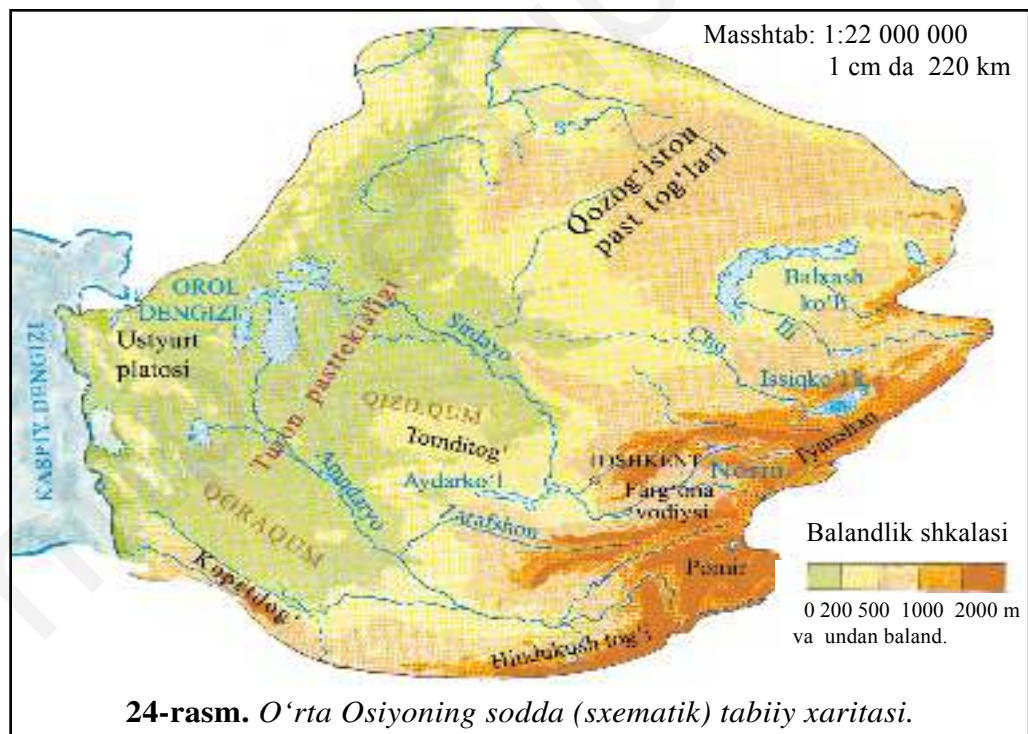 Masshtab: 1:22 000 000
1 cm da 220 km
Qozog‘iston
past tog‘lari
OROL
DENGIZI
Balxash
ko‘li
Ili
Ustyurt
platosi
KASPIY DENGIZI
Turon pasttekisligi
Sirdaryo
Chu
Issiqko‘l
QIZILQUM
Tomditog‘
Tyanshan
TOSHKENT
Norin
Aydarko‘l
Farg‘ona
vodiysi
Amudaryo
QORAQUM
Zarafshon
Kopetdog‘
Pomir
Hindukush tog‘i
Balandlik shkalasi
0 200 500 1000 2000 m
va undan baland.
24-rasm. O‘rta Osiyoning sodda (sxematik) tabiiy xaritasi.